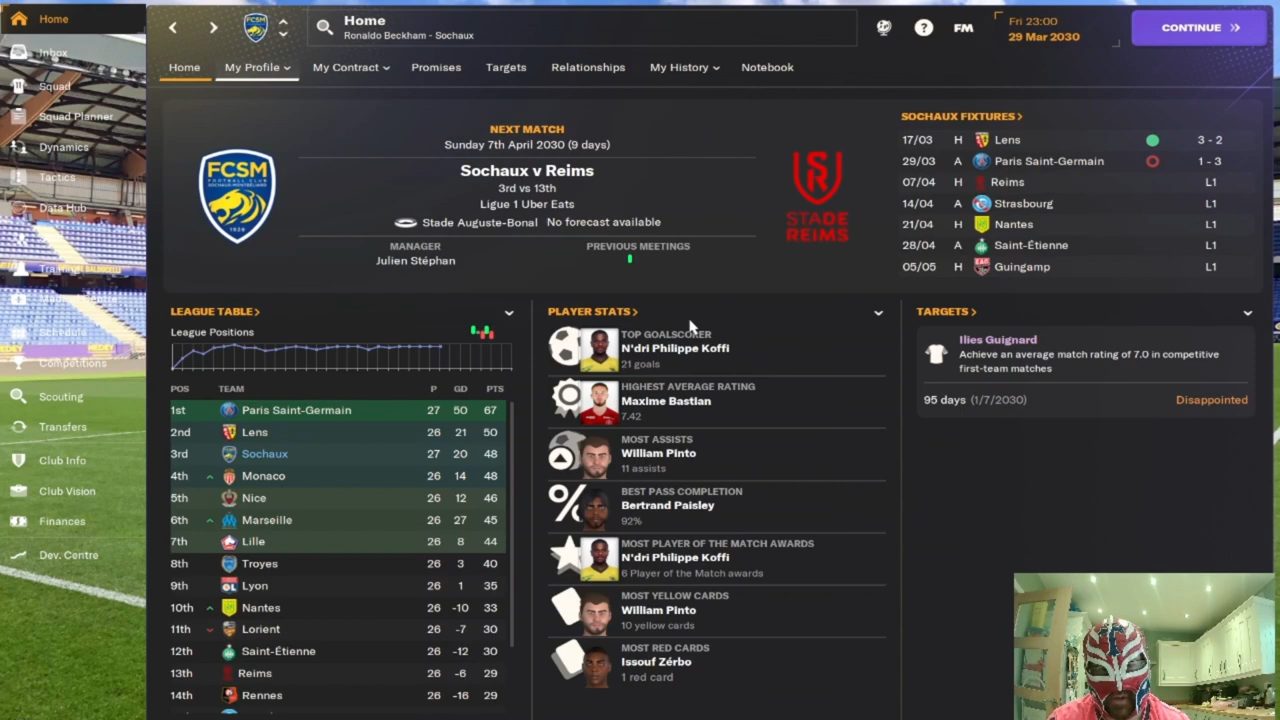 Home
Inbox
Squad
Squad Planner
Dynamics
Tactics
Data Hub
Schedule
Competitions
Scouting
Transfers
Club Info
Club Vision
Finances
Dev. Centre
FCSM
Home
Ronaldo Beckham - Sochaux
?
FM
Fri 23:00
29 Mar 2030
CONTINUE
Home
My Profile
My Contract
Promises
Targets
Relationships
My History
Notebook
FCSM
FOOTBALL CLUB
SOCHAUX-MONTBÉLIARD
1928
NEXT MATCH
Sunday 7th April 2030 (9 days)
Sochaux v Reims
3rd vs 13th
Ligue 1 Uber Eats
Stade Auguste-Bonal No forecast available
MANAGER
Julien Stéphan
PREVIOUS MEETINGS
STADE
REIMS
SOCHAUX FIXTURES
17/03 H Lens 3 - 2
29/03 A Paris Saint-Germain 1 - 3
07/04 H Reims L1
14/04 A Strasbourg L1
21/04 H Nantes L1
28/04 A Saint-Étienne L1
05/05 H Guingamp L1
LEAGUE TABLE
League Positions
POS TEAM P GD PTS
1st Paris Saint-Germain 27 50 67
2nd Lens 26 21 50
3rd Sochaux 27 20 48
4th Monaco 26 14 48
5th Nice 26 12 46
6th Marseille 26 27 45
7th Lille 26 8 44
8th Troyes 26 3 40
9th Lyon 26 1 35
10th Nantes 26 -10 33
11th Lorient 26 -7 30
12th Saint-Étienne 26 -12 30
13th Reims 26 -6 29
14th Rennes 26 -16 29
PLAYER STATS
TOP GOALSCORER
N'dri Philippe Koffi
21 goals
HIGHEST AVERAGE RATING
Maxime Bastian
7.42
MOST ASSISTS
William Pinto
11 assists
BEST PASS COMPLETION
Bertrand Paisley
92%
MOST PLAYER OF THE MATCH AWARDS
N'dri Philippe Koffi
6 Player of the Match awards
MOST YELLOW CARDS
William Pinto
10 yellow cards
MOST RED CARDS
Issouf Zérbo
1 red card
TARGETS
Ilies Guignard
Achieve an average match rating of 7.0 in competitive
first-team matches
95 days (1/7/2030) Disappointed